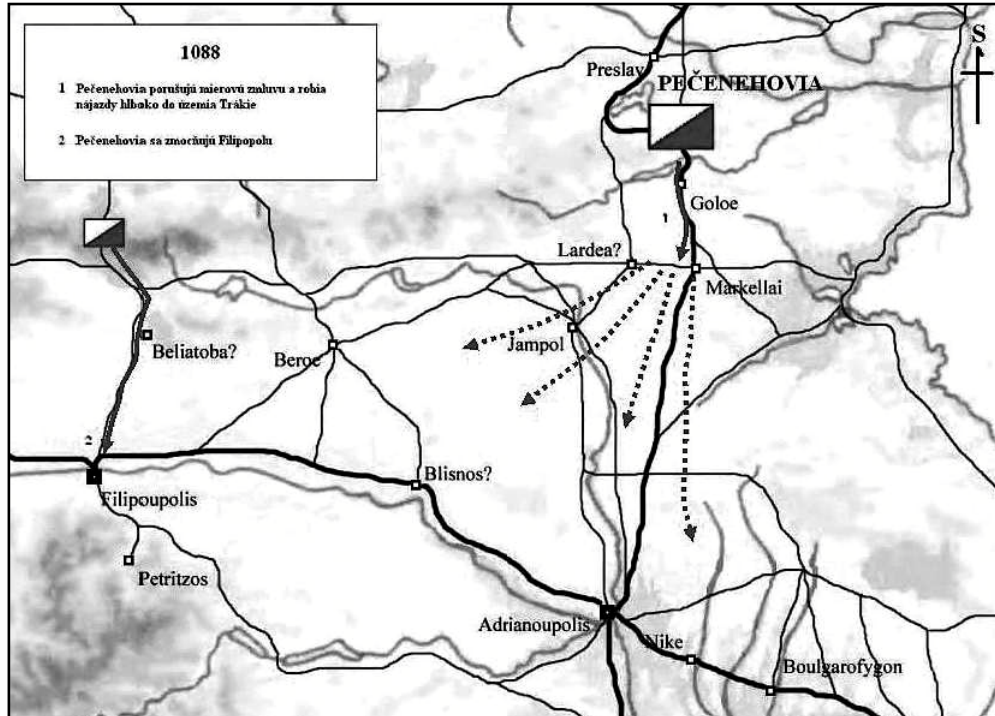 1088
1 Pečenehovia porušujú mierovú zmluvu a robia
nájazdy hlboko do územia Trákie
2 Pečenehovia sa zmocňujú Filipopolu
S
Preslav
PEČENEHOVIA
Goloe
1
Lardea?
Markellai
Beliatoba?
Beroe
Jampol
2
Filipoupolis
Blisnos?
Petritzos
Adrianoupolis
Nike
Boulgarofygon